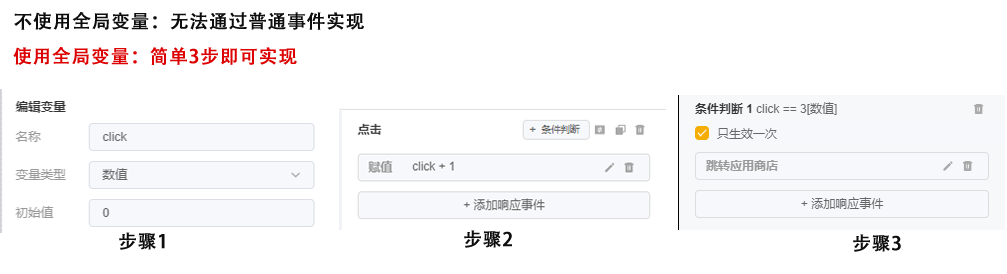 不使用全局变量：无法通过普通事件实现
使用全局变量：简单3步即可实现
编辑变量
名称 click
变量类型 数值
初始值 0
步骤1
点击 + 条件判断
赋值 click + 1
+ 添加响应事件
步骤2
条件判断 1 click == 3[数值]
只生效一次
跳转应用商店
+ 添加响应事件
步骤3